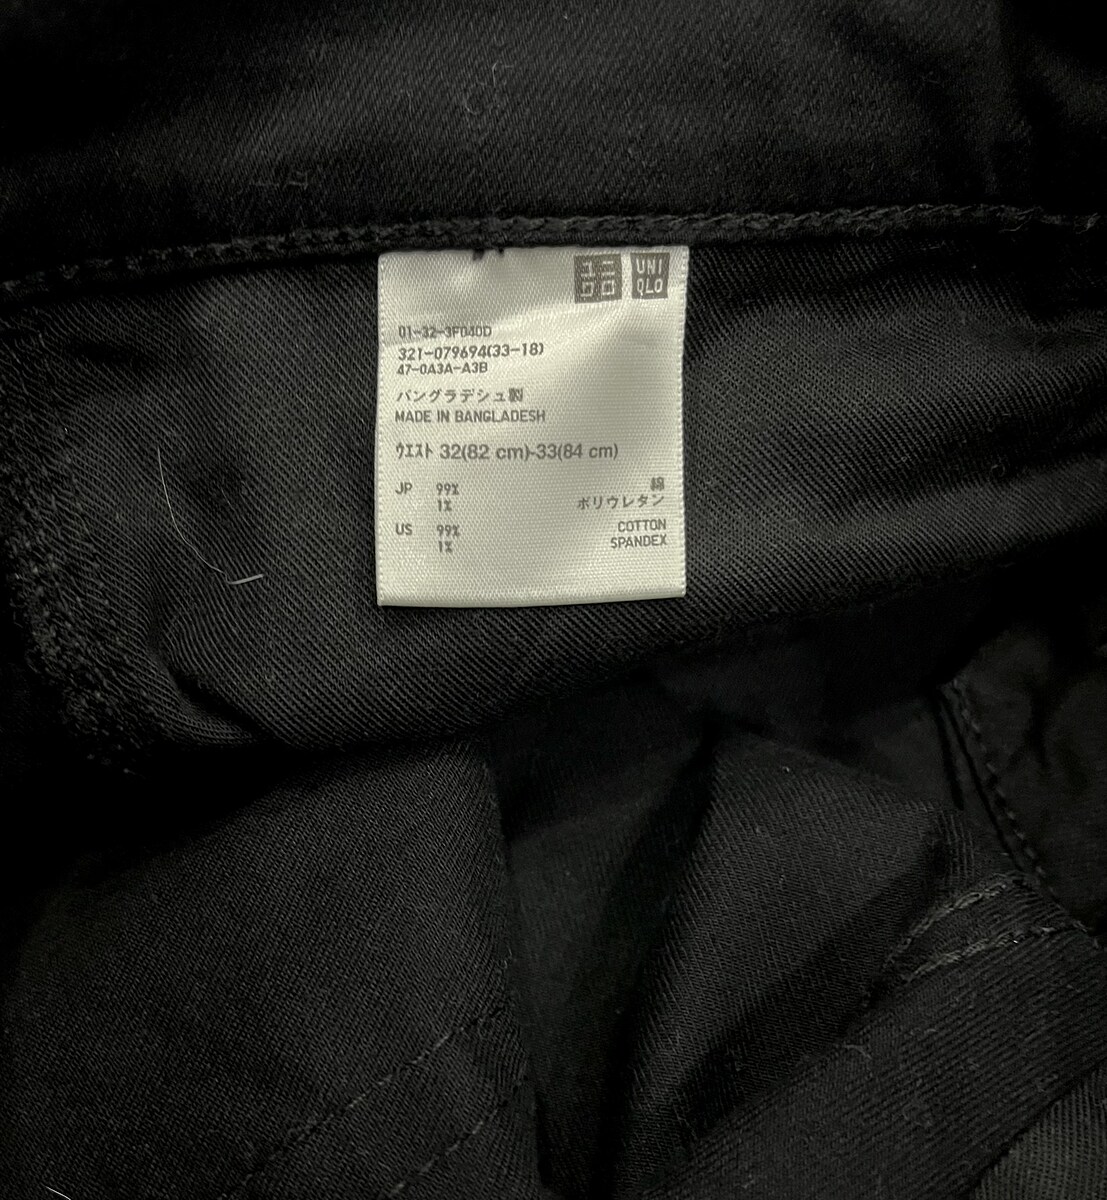 ユニ
クロ
UNI
QLO
01-32-3F040D
321-079694(33-18)
47-0A3A-A3B
バングラデシュ製
MADE IN BANGLADESH
ウエスト 32(82 cm)-33(84 cm)
JP 99% 綿
1% ポリウレタン
US 99% COTTON
1% SPANDEX